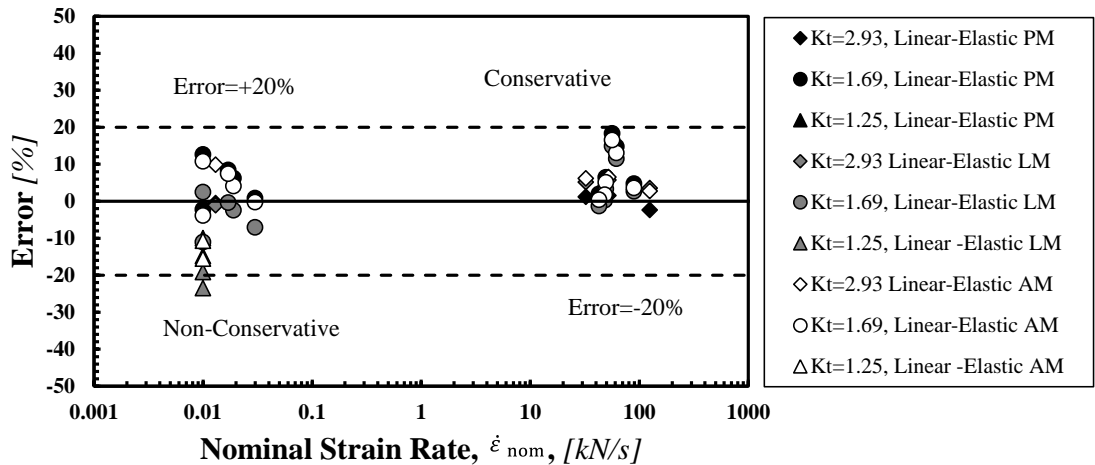 50
40
30
20
10
0
-10
-20
-30
-40
-50
Error [%]
Error=+20%
Conservative
Non-Conservative
Error=-20%
0.001 0.01 0.1 1 10 100 1000
Nominal Strain Rate, ε̇ nom, [kN/s]
Kt=2.93, Linear-Elastic PM
Kt=1.69, Linear-Elastic PM
Kt=1.25, Linear-Elastic PM
Kt=2.93 Linear-Elastic LM
Kt=1.69, Linear-Elastic LM
Kt=1.25, Linear -Elastic LM
Kt=2.93 Linear-Elastic AM
Kt=1.69, Linear-Elastic AM
Kt=1.25, Linear -Elastic AM